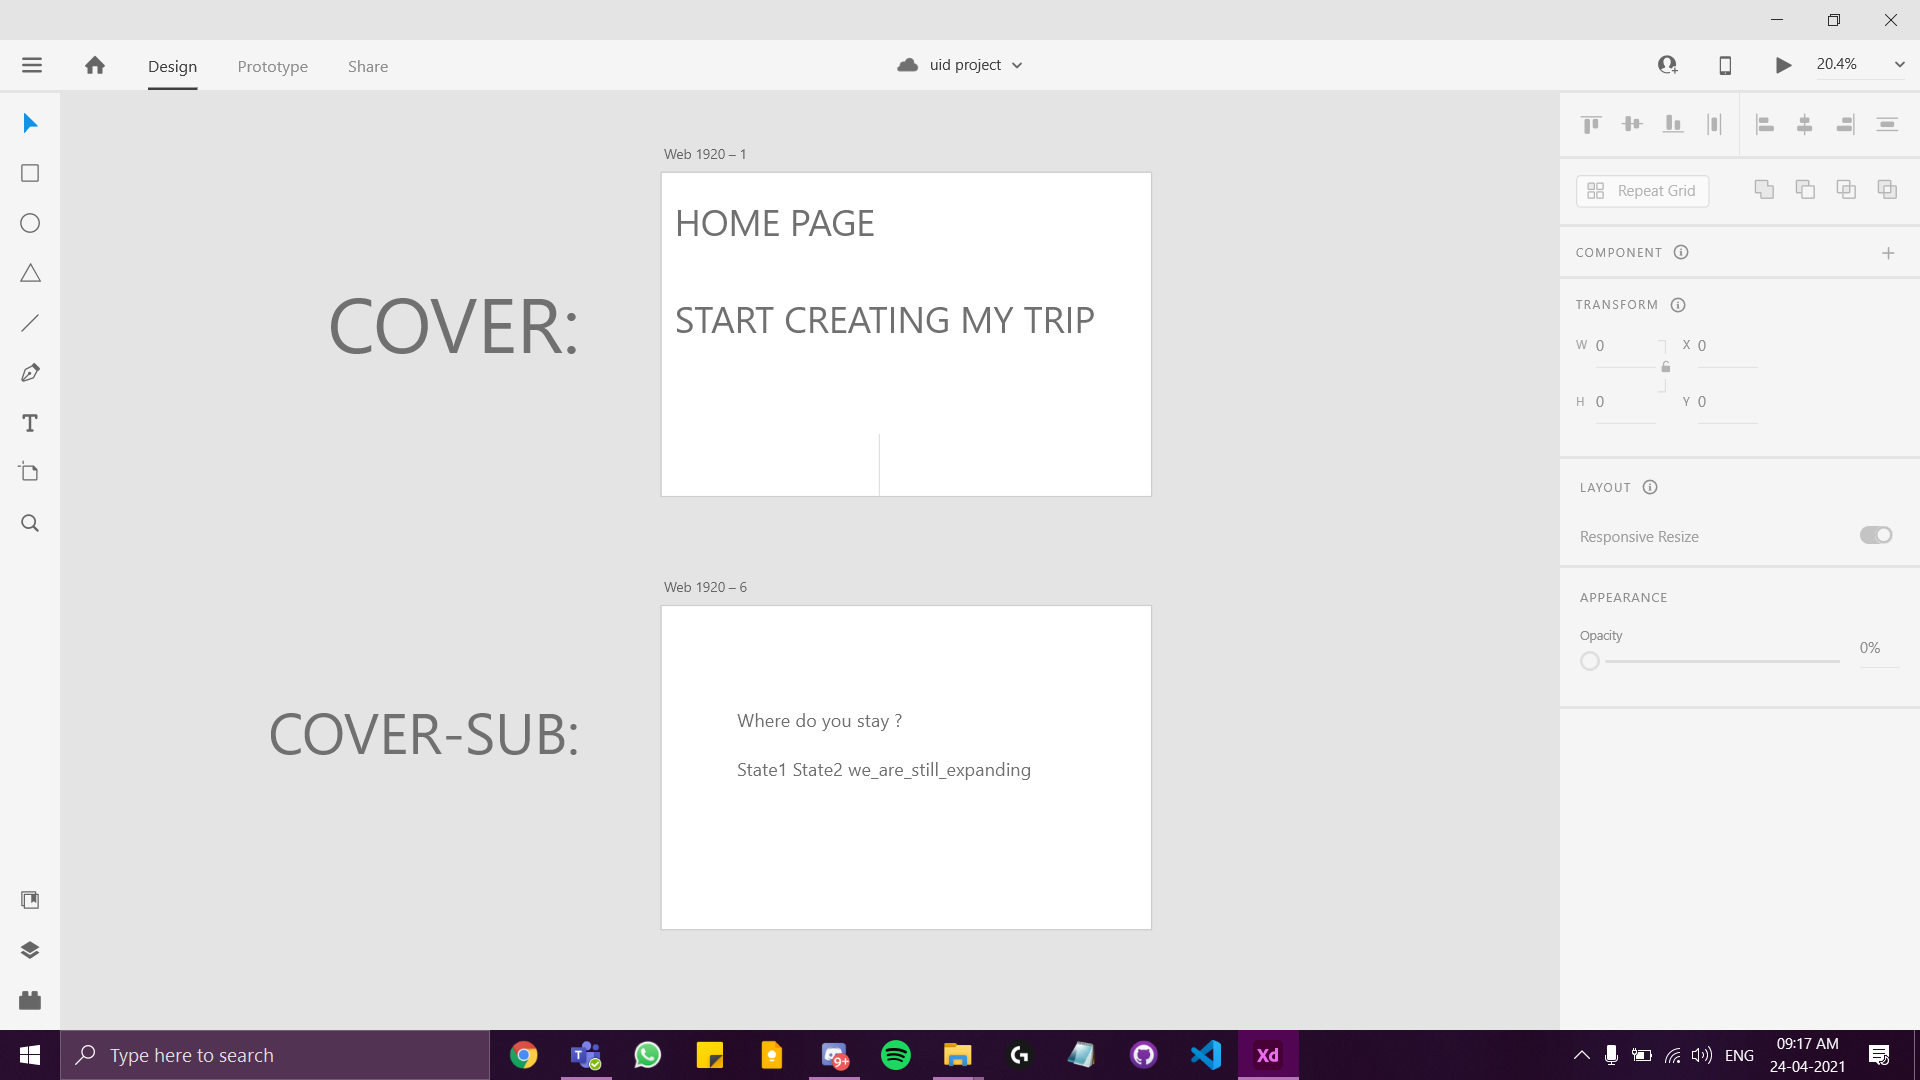 Design Prototype Share
uid project
20.4%
Web 1920 – 1
HOME PAGE
START CREATING MY TRIP
COVER:
Web 1920 – 6
COVER-SUB:
Where do you stay ?
State1 State2 we_are_still_expanding
Repeat Grid
COMPONENT
TRANSFORM
W 0 X 0
H 0 Y 0
LAYOUT
Responsive Resize
APPEARANCE
Opacity
0%
Type here to search
9+
Xd
ENG
09:17 AM
24-04-2021